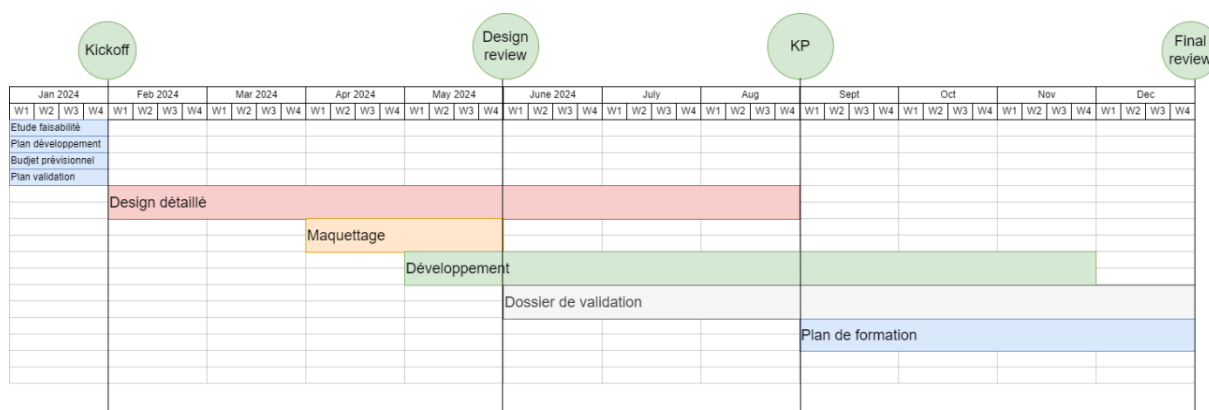 Kickoff
Design
review
KP
Final
review
Jan 2024 Feb 2024 Mar 2024 Apr 2024 May 2024 June 2024 July Aug Sept Oct Nov Dec
W1 W2 W3 W4 W1 W2 W3 W4 W1 W2 W3 W4 W1 W2 W3 W4 W1 W2 W3 W4 W1 W2 W3 W4 W1 W2 W3 W4 W1 W2 W3 W4 W1 W2 W3 W4 W1 W2 W3 W4 W1 W2 W3 W4 W1 W2 W3 W4
Etude faisabilité
Plan développement
Budjet prévisionnel
Plan validation
Design détaillé
Maquettage
Développement
Dossier de validation
Plan de formation